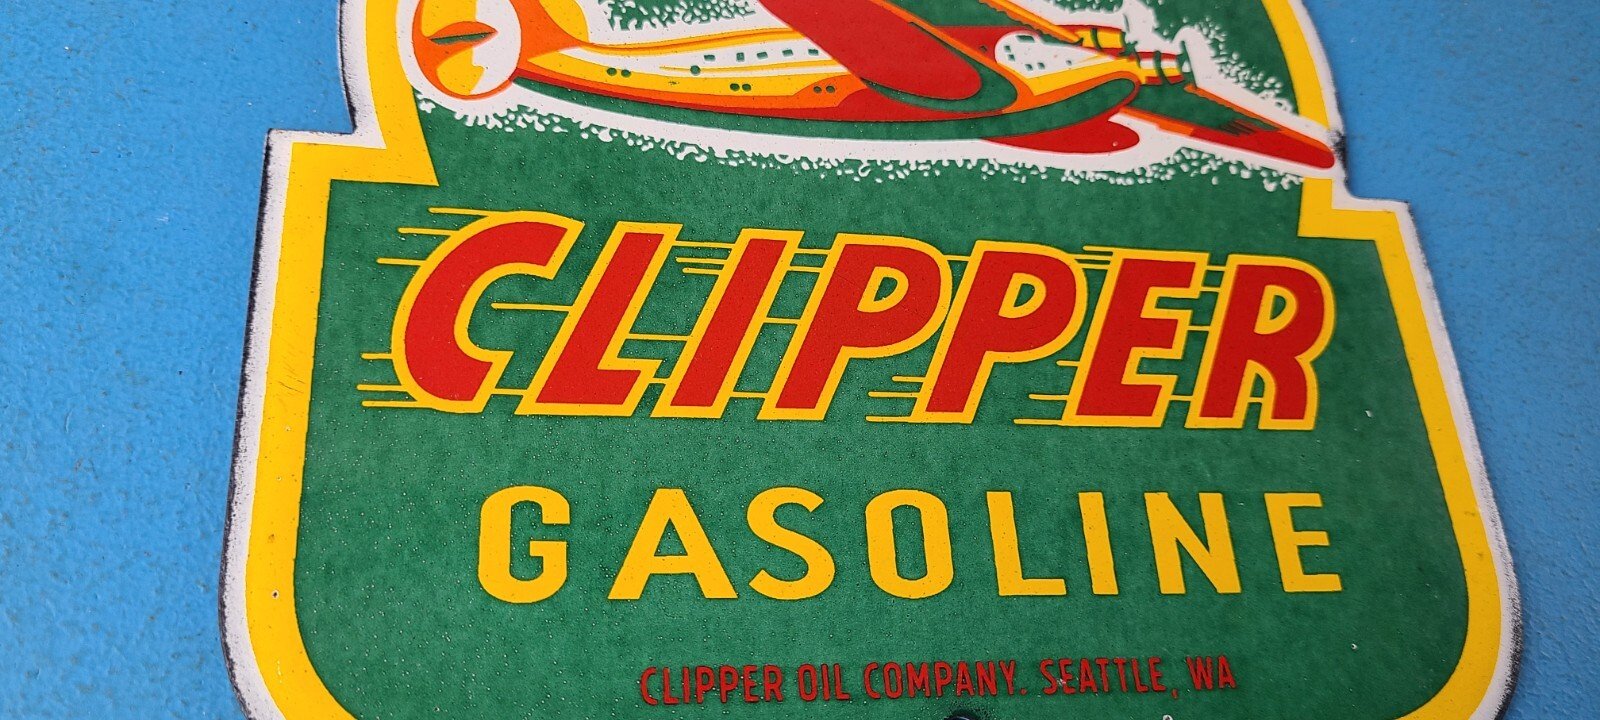 CLIPPER
GASOLINE
CLIPPER OIL COMPANY. SEATTLE, WA